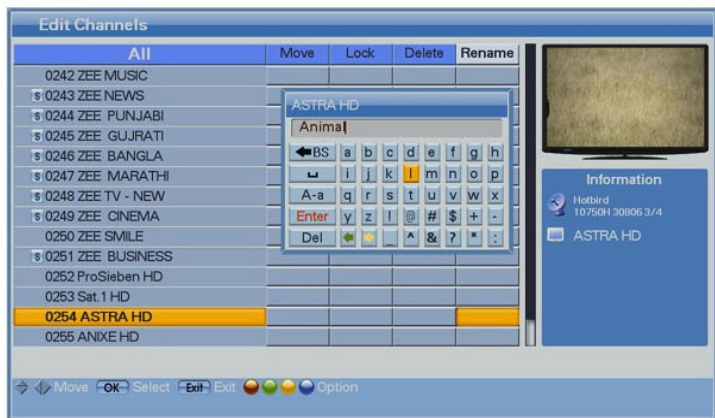 Edit Channels
All Move Lock Delete Rename
0242 ZEE MUSIC
$ 0243 ZEE NEWS
$ 0244 ZEE PUNJABI
$ 0245 ZEE GUJRATI
$ 0246 ZEE BANGLA
$ 0247 ZEE MARATHI
$ 0248 ZEE TV - NEW
$ 0249 ZEE CINEMA
0250 ZEE SMILE
$ 0251 ZEE BUSINESS
0252 ProSieben HD
0253 Sat.1 HD
0254 ASTRA HD
0255 ANIXE HD
ASTRA HD
Animal
BS a b c d e f g h
i j k l m n o p
A-a q r s t u v w x
Enter y z ! @ # $ + -
Del _ ^ & ? * :
Information
Hotbird
10750H 30806 3/4
ASTRA HD
Move OK Select Exit Exit Option